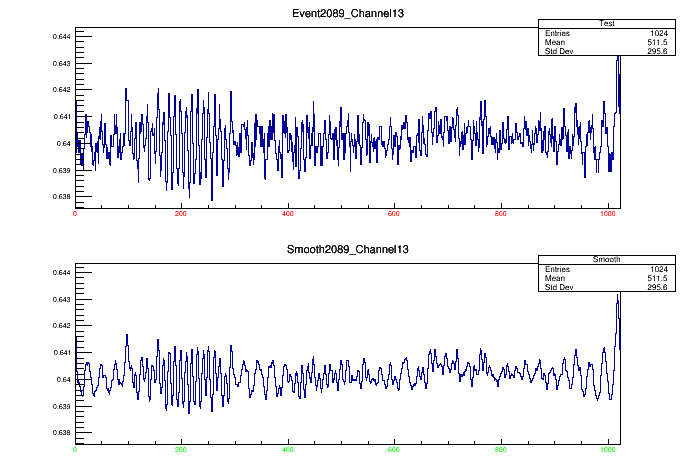 Event2089_Channel13
Test
Entries 1024
Mean 511.5
Std Dev 295.6
0.644
0.643
0.642
0.641
0.64
0.639
0.638
0 200 400 600 800 1000
Smooth2089_Channel13
Smooth
Entries 1024
Mean 511.5
Std Dev 295.6
0.644
0.643
0.642
0.641
0.64
0.639
0.638
0 200 400 600 800 1000